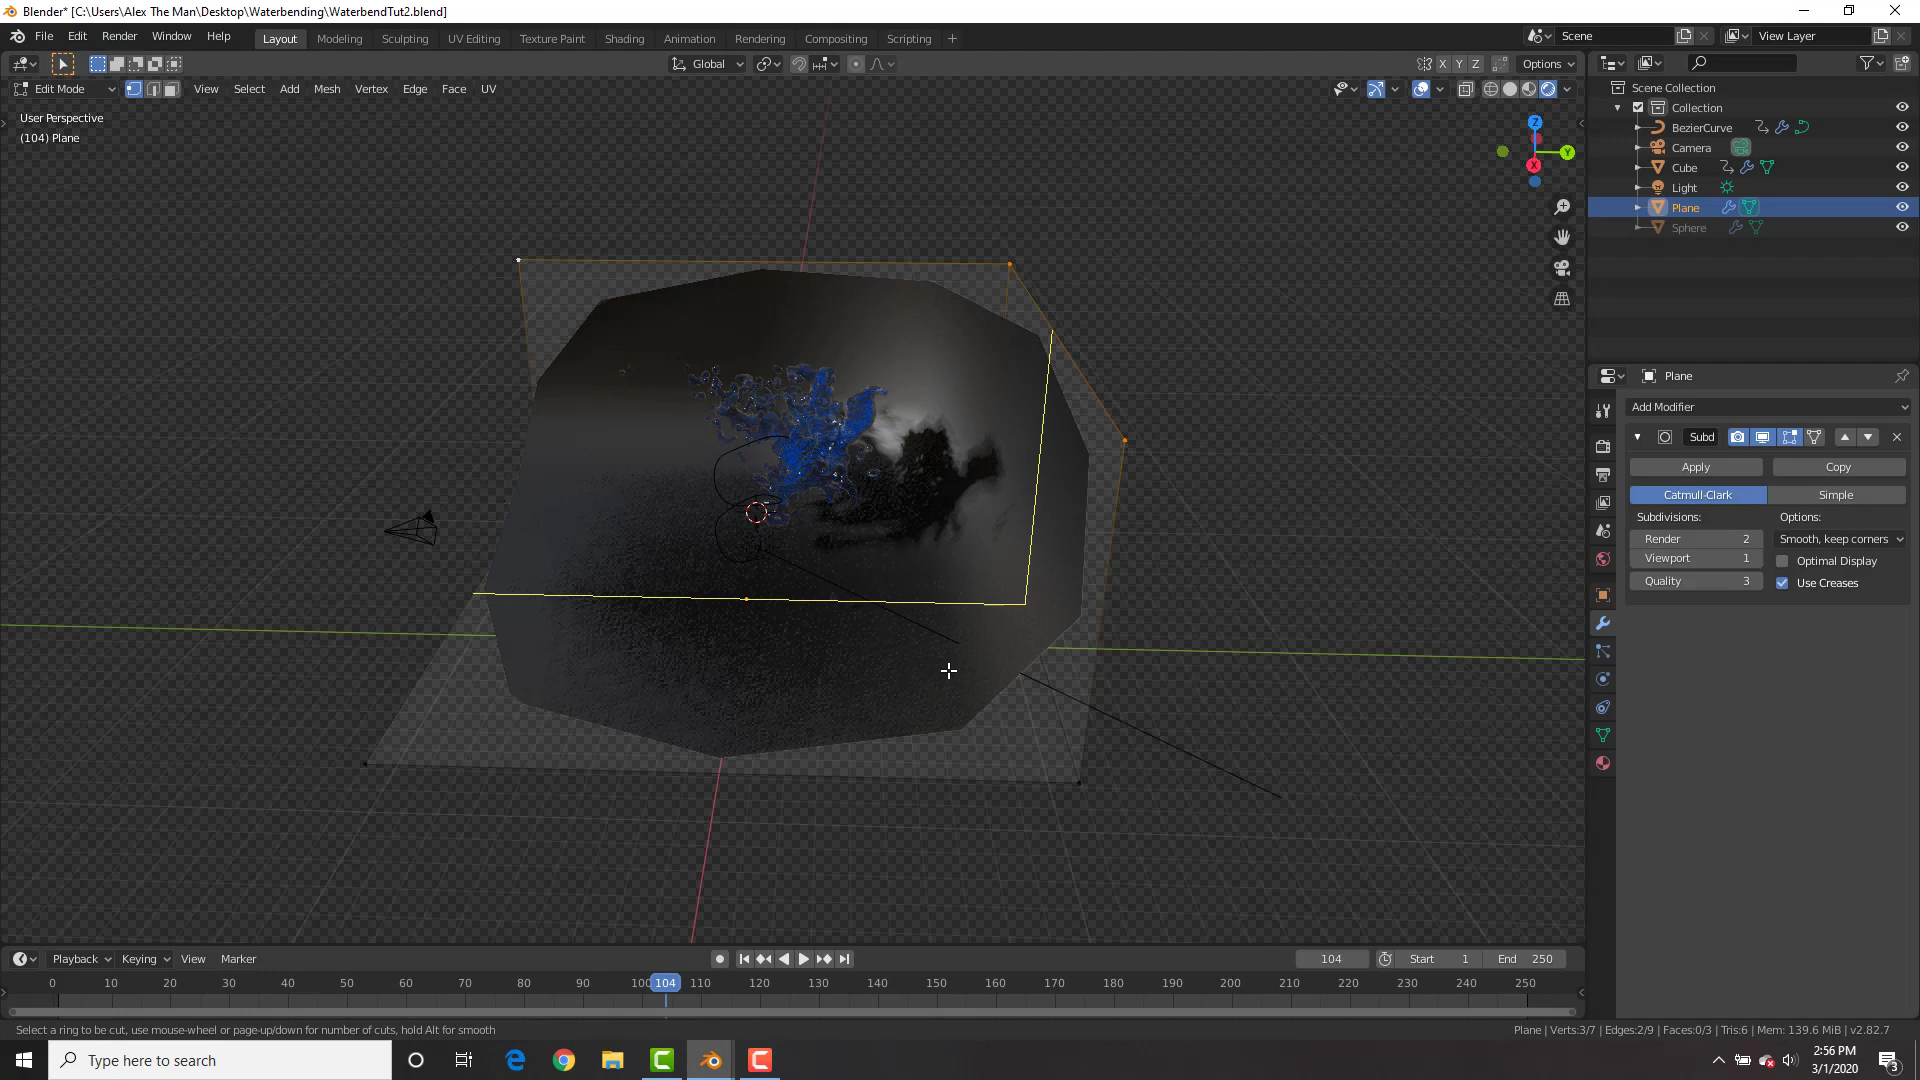 Blender* [C:\Users\Alex The Man\Desktop\Waterbending\WaterbendTut2.blend]
File Edit Render Window Help Layout Modeling Sculpting UV Editing Texture Paint Shading Animation Rendering Compositing Scripting + Scene View Layer
Global X Y Z Options
Edit Mode View Select Add Mesh Vertex Edge Face UV
User Perspective
(104) Plane
Z
Y
X
Scene Collection
Collection
BezierCurve
Camera
Cube
Light
Plane
Sphere
Plane
Add Modifier
Subd
Apply Copy
Catmull-Clark Simple
Subdivisions: Options:
Render 2 Smooth, keep corners
Viewport 1 Optimal Display
Quality 3 Use Creases
Playback Keying View Marker 104 Start 1 End 250
0 10 20 30 40 50 60 70 80 90 100 104 110 120 130 140 150 160 170 180 190 200 210 220 230 240 250
Select a ring to be cut, use mouse-wheel or page-up/down for number of cuts, hold Alt for smooth
Plane | Verts:3/7 | Edges:2/9 | Faces:0/3 | Tris:6 | Mem: 139.6 MiB | v2.82.7
Type here to search
2:56 PM
3/1/2020
3